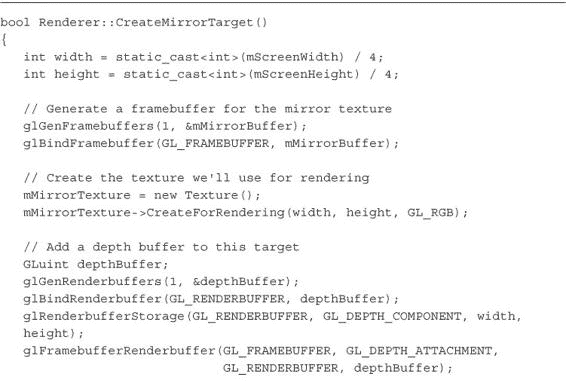 bool Renderer::CreateMirrorTarget()
{
   int width = static_cast<int>(mScreenWidth) / 4;
   int height = static_cast<int>(mScreenHeight) / 4;

   // Generate a framebuffer for the mirror texture
   glGenFramebuffers(1, &mMirrorBuffer);
   glBindFramebuffer(GL_FRAMEBUFFER, mMirrorBuffer);

   // Create the texture we'll use for rendering
   mMirrorTexture = new Texture();
   mMirrorTexture->CreateForRendering(width, height, GL_RGB);

   // Add a depth buffer to this target
   GLuint depthBuffer;
   glGenRenderbuffers(1, &depthBuffer);
   glBindRenderbuffer(GL_RENDERBUFFER, depthBuffer);
   glRenderbufferStorage(GL_RENDERBUFFER, GL_DEPTH_COMPONENT, width,
   height);
   glFramebufferRenderbuffer(GL_FRAMEBUFFER, GL_DEPTH_ATTACHMENT,
                             GL_RENDERBUFFER, depthBuffer);